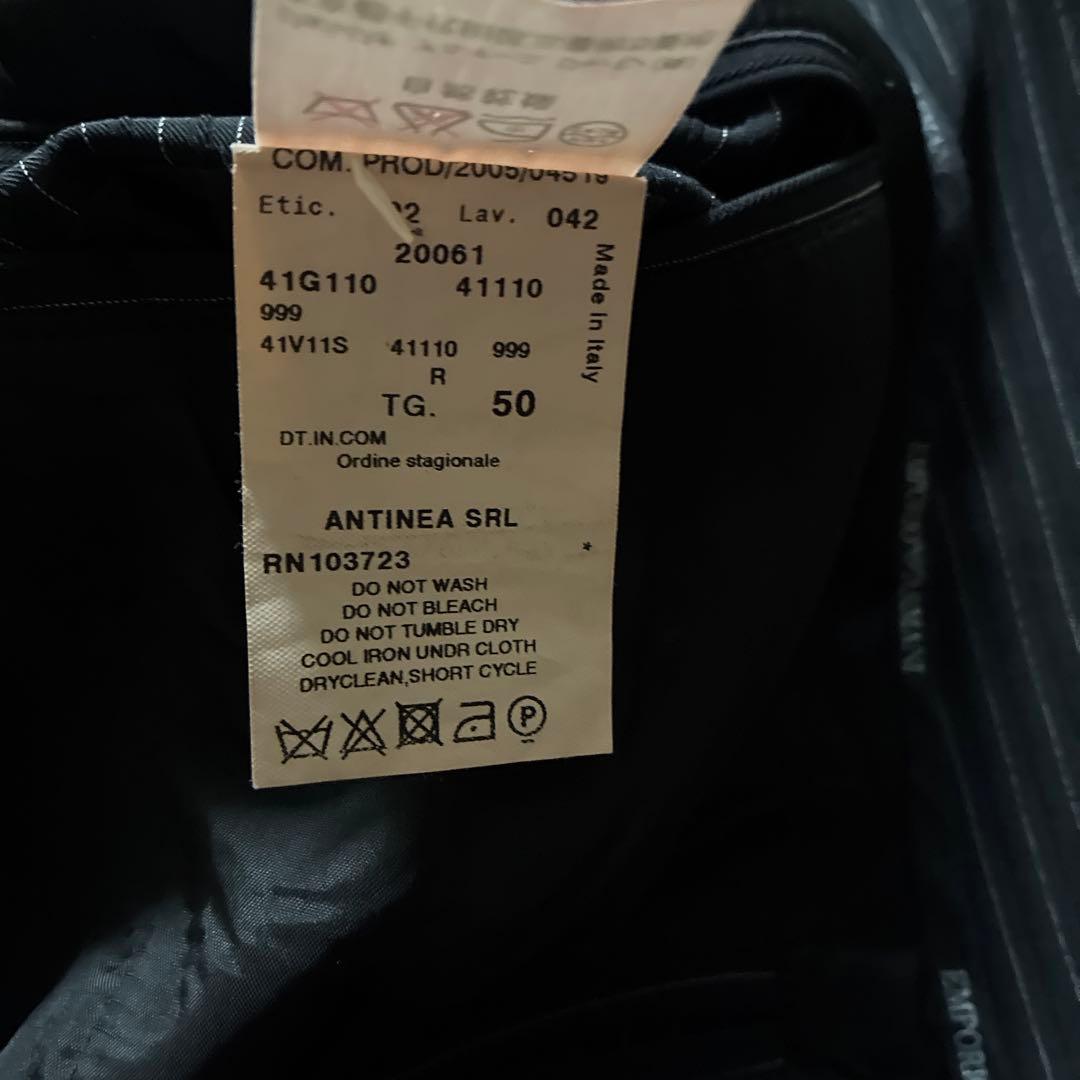 COM. PROD/2005/04519
Etic. 2 Lav. 042
20061
41G110 41110
999
41V11S 41110 999
R
TG. 50
Made in Italy
DT.IN.COM
Ordine stagionale
ANTINEA SRL
RN103723 *
DO NOT WASH
DO NOT BLEACH
DO NOT TUMBLE DRY
COOL IRON UNDR CLOTH
DRYCLEAN,SHORT CYCLE
P
EMPOR